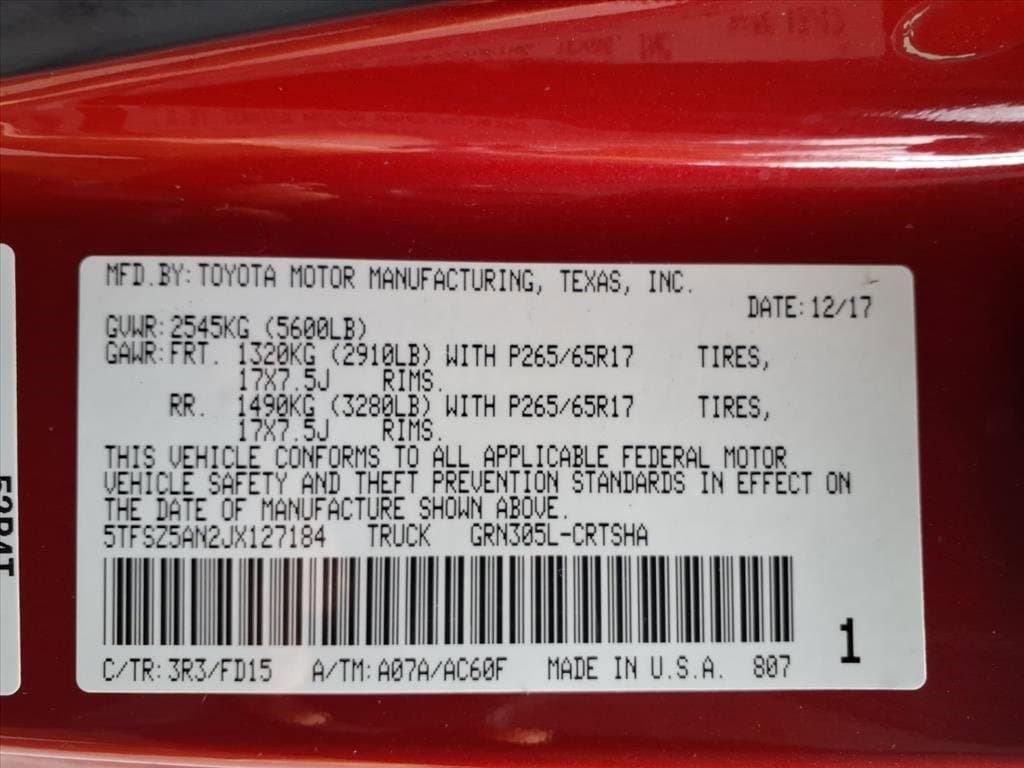 MFD.BY: TOYOTA MOTOR MANUFACTURING, TEXAS, INC.
DATE: 12/17
GVWR: 2545KG (5600LB)
GAWR: FRT. 1320KG (2910LB) WITH P265/65R17 TIRES,
17X7.5J RIMS.
RR. 1490KG (3280LB) WITH P265/65R17 TIRES,
17X7.5J RIMS.
THIS VEHICLE CONFORMS TO ALL APPLICABLE FEDERAL MOTOR
VEHICLE SAFETY AND THEFT PREVENTION STANDARDS IN EFFECT ON
THE DATE OF MANUFACTURE SHOWN ABOVE.
5TFSZ5AN2JX127184 TRUCK GRN305L-CRTSHA
C/TR: 3R3/FD15 A/TM: A07A/AC60F MADE IN U.S.A. 807
1